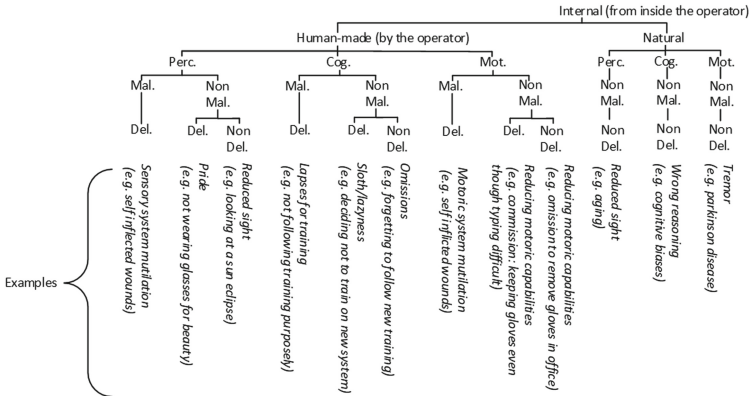 Internal (from inside the operator)
Human-made (by the operator)
Natural
Perc.
Cog.
Mot.
Perc.
Cog.
Mot.
Mal.
Non
Mal.
Mal.
Non
Mal.
Mal.
Non
Mal.
Non
Mal.
Non
Mal.
Non
Mal.
Del.
Del.
Non
Del.
Del.
Del.
Non
Del.
Del.
Del.
Non
Del.
Non
Del.
Non
Del.
Non
Del.
Examples
Sensory system mutilation
(e.g. self inflected wounds)
Pride
(e.g. not wearing glasses for beauty)
Reduced sight
(e.g. looking at a sun eclipse)
Lapses for training
(e.g. not following training purposely)
Sloth/lazyness
(e.g. deciding not to train on new system)
Omissions
(e.g. forgetting to follow new training)
Motoric system mutilation
(e.g. self inflicted wounds)
Reducing motoric capabilities
(e.g. commission: keeping gloves even
though typing difficult)
Reducing motoric capabilities
(e.g. omission to remove gloves in office)
Reduced sight
(e.g. aging)
Wrong reasoning
(e.g. cognitive biases)
Tremor
(e.g. parkinson disease)